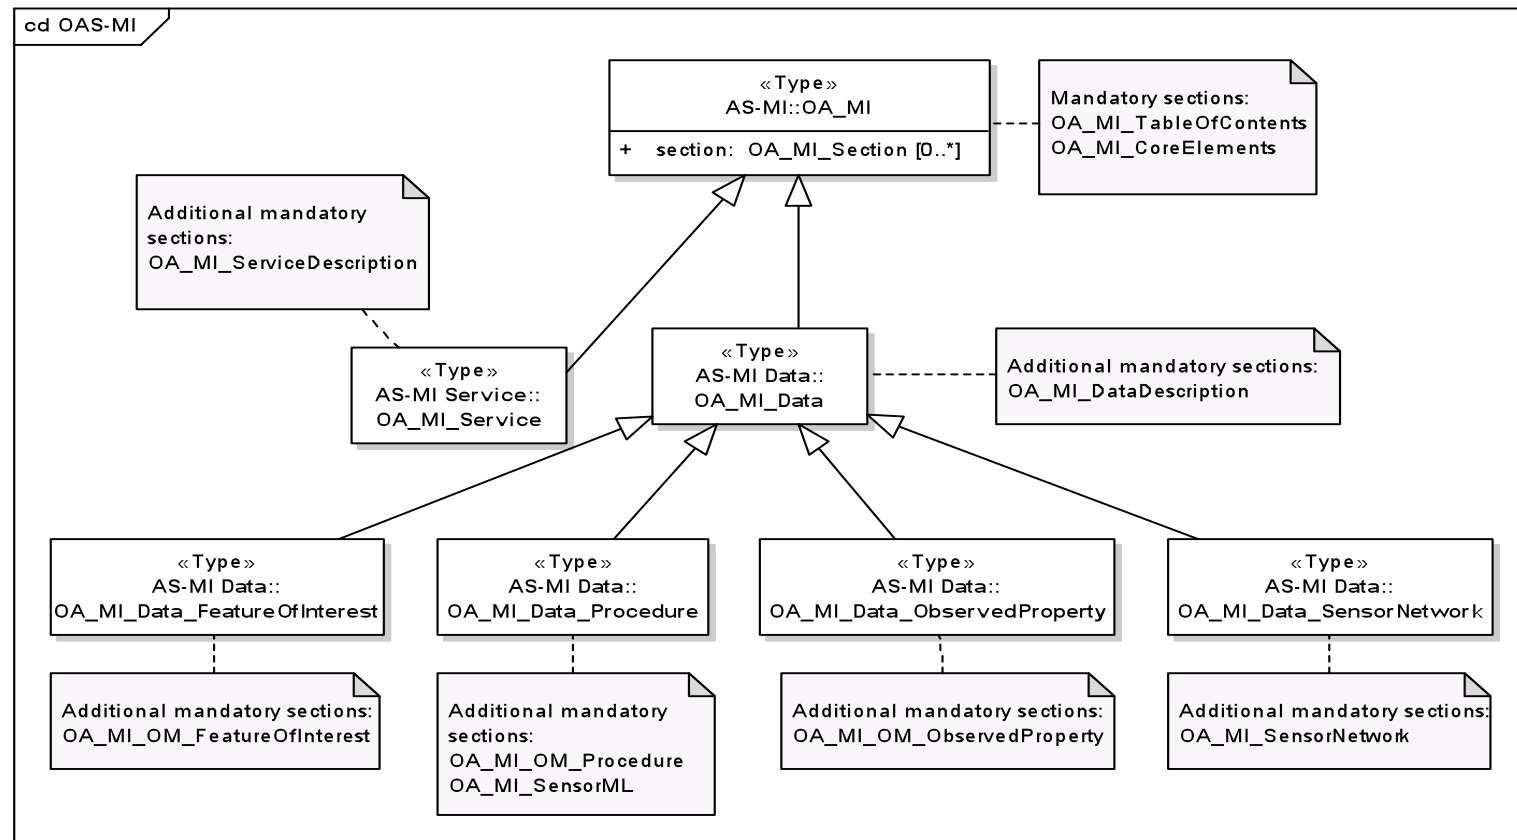 cd OAS-MI
«Type»
AS-MI::OA_MI
+ section: OA_MI_Section [0..*]
Mandatory sections:
OA_MI_TableOfContents
OA_MI_CoreElements
Additional mandatory
sections:
OA_MI_ServiceDescription
«Type»
AS-MI Service::
OA_MI_Service
«Type»
AS-MI Data::
OA_MI_Data
Additional mandatory sections:
OA_MI_DataDescription
«Type»
AS-MI Data::
OA_MI_Data_FeatureOfInterest
«Type»
AS-MI Data::
OA_MI_Data_Procedure
«Type»
AS-MI Data::
OA_MI_Data_ObservedProperty
«Type»
AS-MI Data::
OA_MI_Data_SensorNetwork
Additional mandatory sections:
OA_MI_OM_FeatureOfInterest
Additional mandatory
sections:
OA_MI_OM_Procedure
OA_MI_SensorML
Additional mandatory sections:
OA_MI_OM_ObservedProperty
Additional mandatory sections:
OA_MI_SensorNetwork